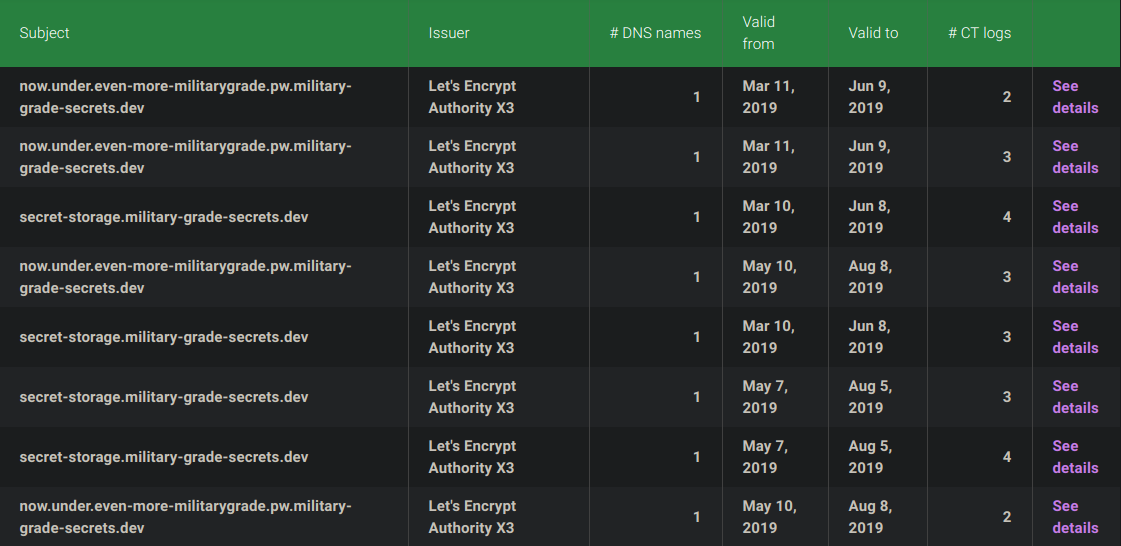 Subject Issuer # DNS names Valid from Valid to # CT logs
now.under.even-more-militarygrade.pw.military-
grade-secrets.dev
Let's Encrypt
Authority X3
1
Mar 11,
2019
Jun 9,
2019
2
See
details
now.under.even-more-militarygrade.pw.military-
grade-secrets.dev
Let's Encrypt
Authority X3
1
Mar 11,
2019
Jun 9,
2019
3
See
details
secret-storage.military-grade-secrets.dev
Let's Encrypt
Authority X3
1
Mar 10,
2019
Jun 8,
2019
4
See
details
now.under.even-more-militarygrade.pw.military-
grade-secrets.dev
Let's Encrypt
Authority X3
1
May 10,
2019
Aug 8,
2019
3
See
details
secret-storage.military-grade-secrets.dev
Let's Encrypt
Authority X3
1
Mar 10,
2019
Jun 8,
2019
3
See
details
secret-storage.military-grade-secrets.dev
Let's Encrypt
Authority X3
1
May 7,
2019
Aug 5,
2019
3
See
details
secret-storage.military-grade-secrets.dev
Let's Encrypt
Authority X3
1
May 7,
2019
Aug 5,
2019
4
See
details
now.under.even-more-militarygrade.pw.military-
grade-secrets.dev
Let's Encrypt
Authority X3
1
May 10,
2019
Aug 8,
2019
2
See
details